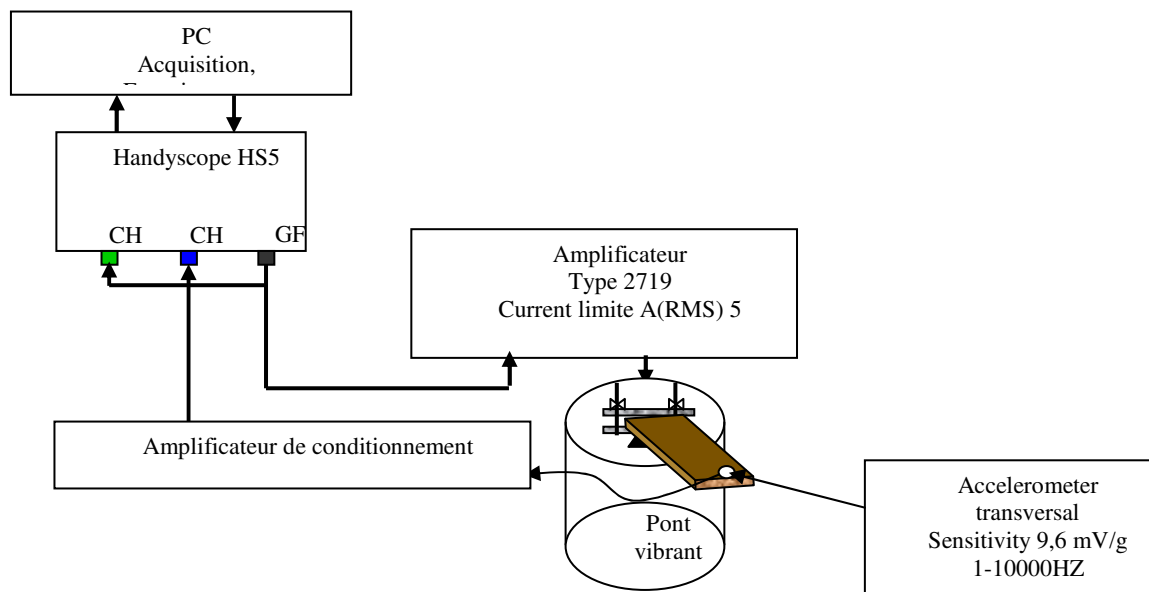 PC
Acquisition,
Handyscope HS5
CH
CH
GF
Amplificateur
Type 2719
Current limite A(RMS) 5
Amplificateur de conditionnement
Pont
vibrant
Accelerometer
transversal
Sensitivity 9,6 mV/g
1-10000HZ